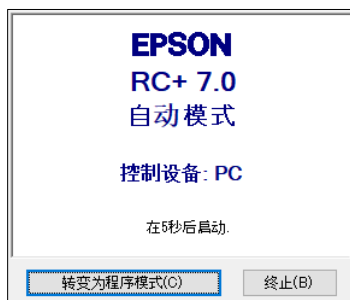 EPSON
RC+ 7.0
自动模式
控制设备: PC
在5秒后启动.
转变为程序模式(C)
终止(B)